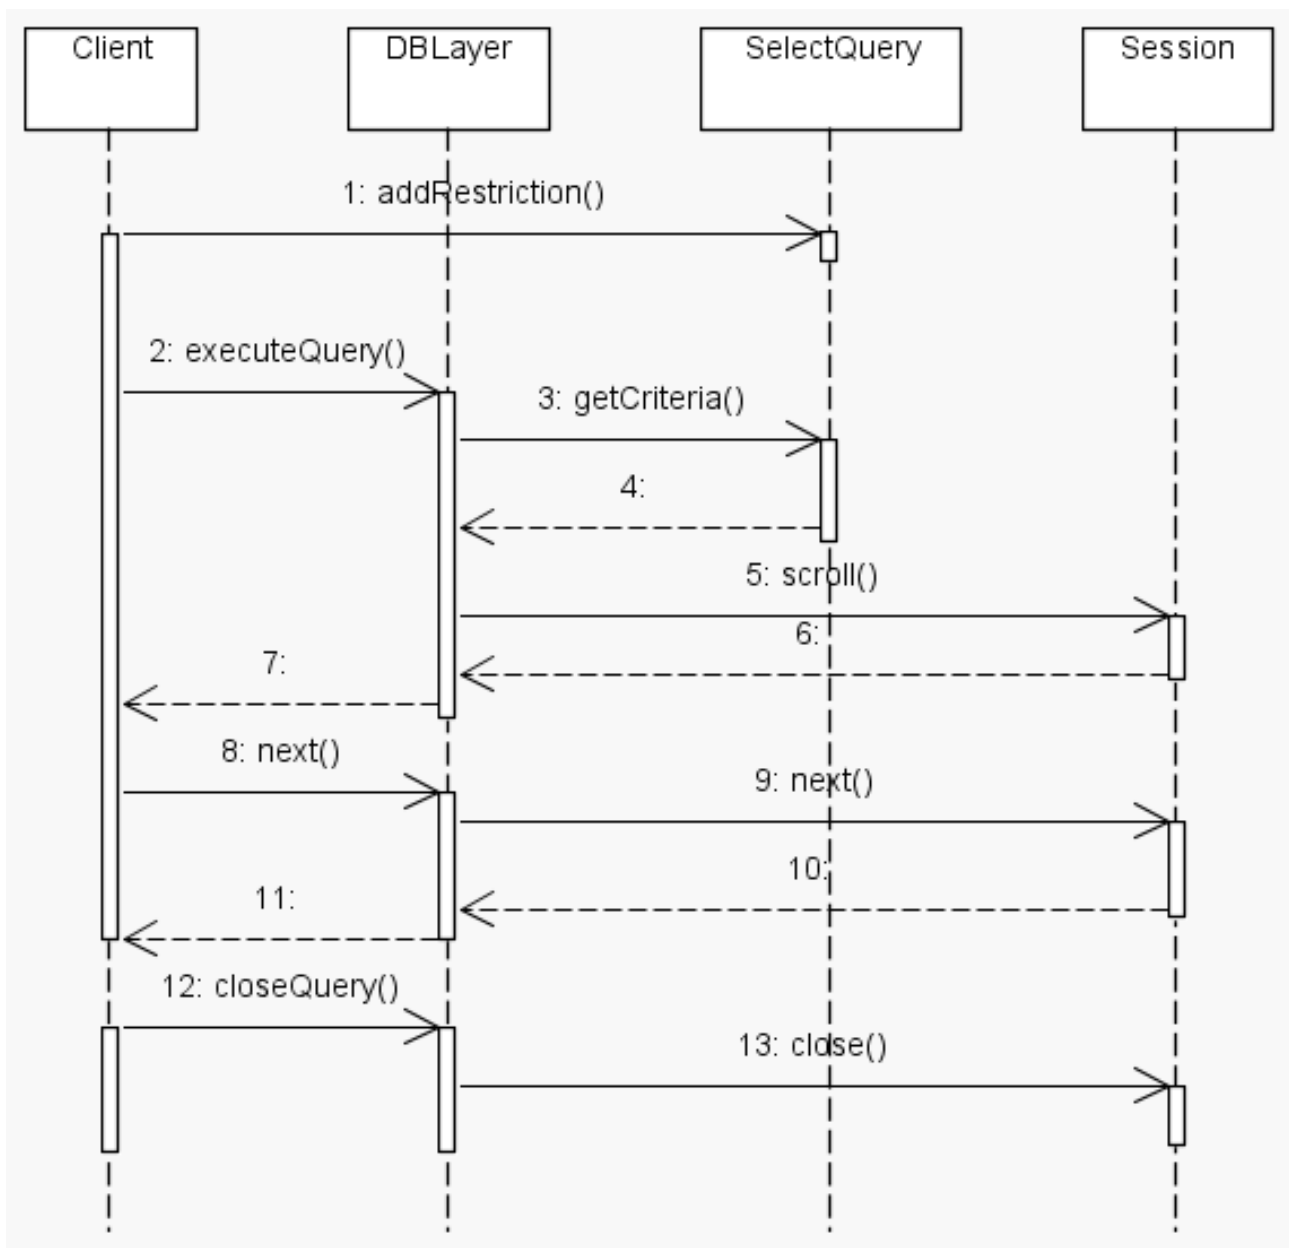 Client
DBLayer
SelectQuery
Session
1: addRestriction()
2: executeQuery()
3: getCriteria()
4:
5: scroll()
6:
7:
8: next()
9: next()
10:
11:
12: closeQuery()
13: close()